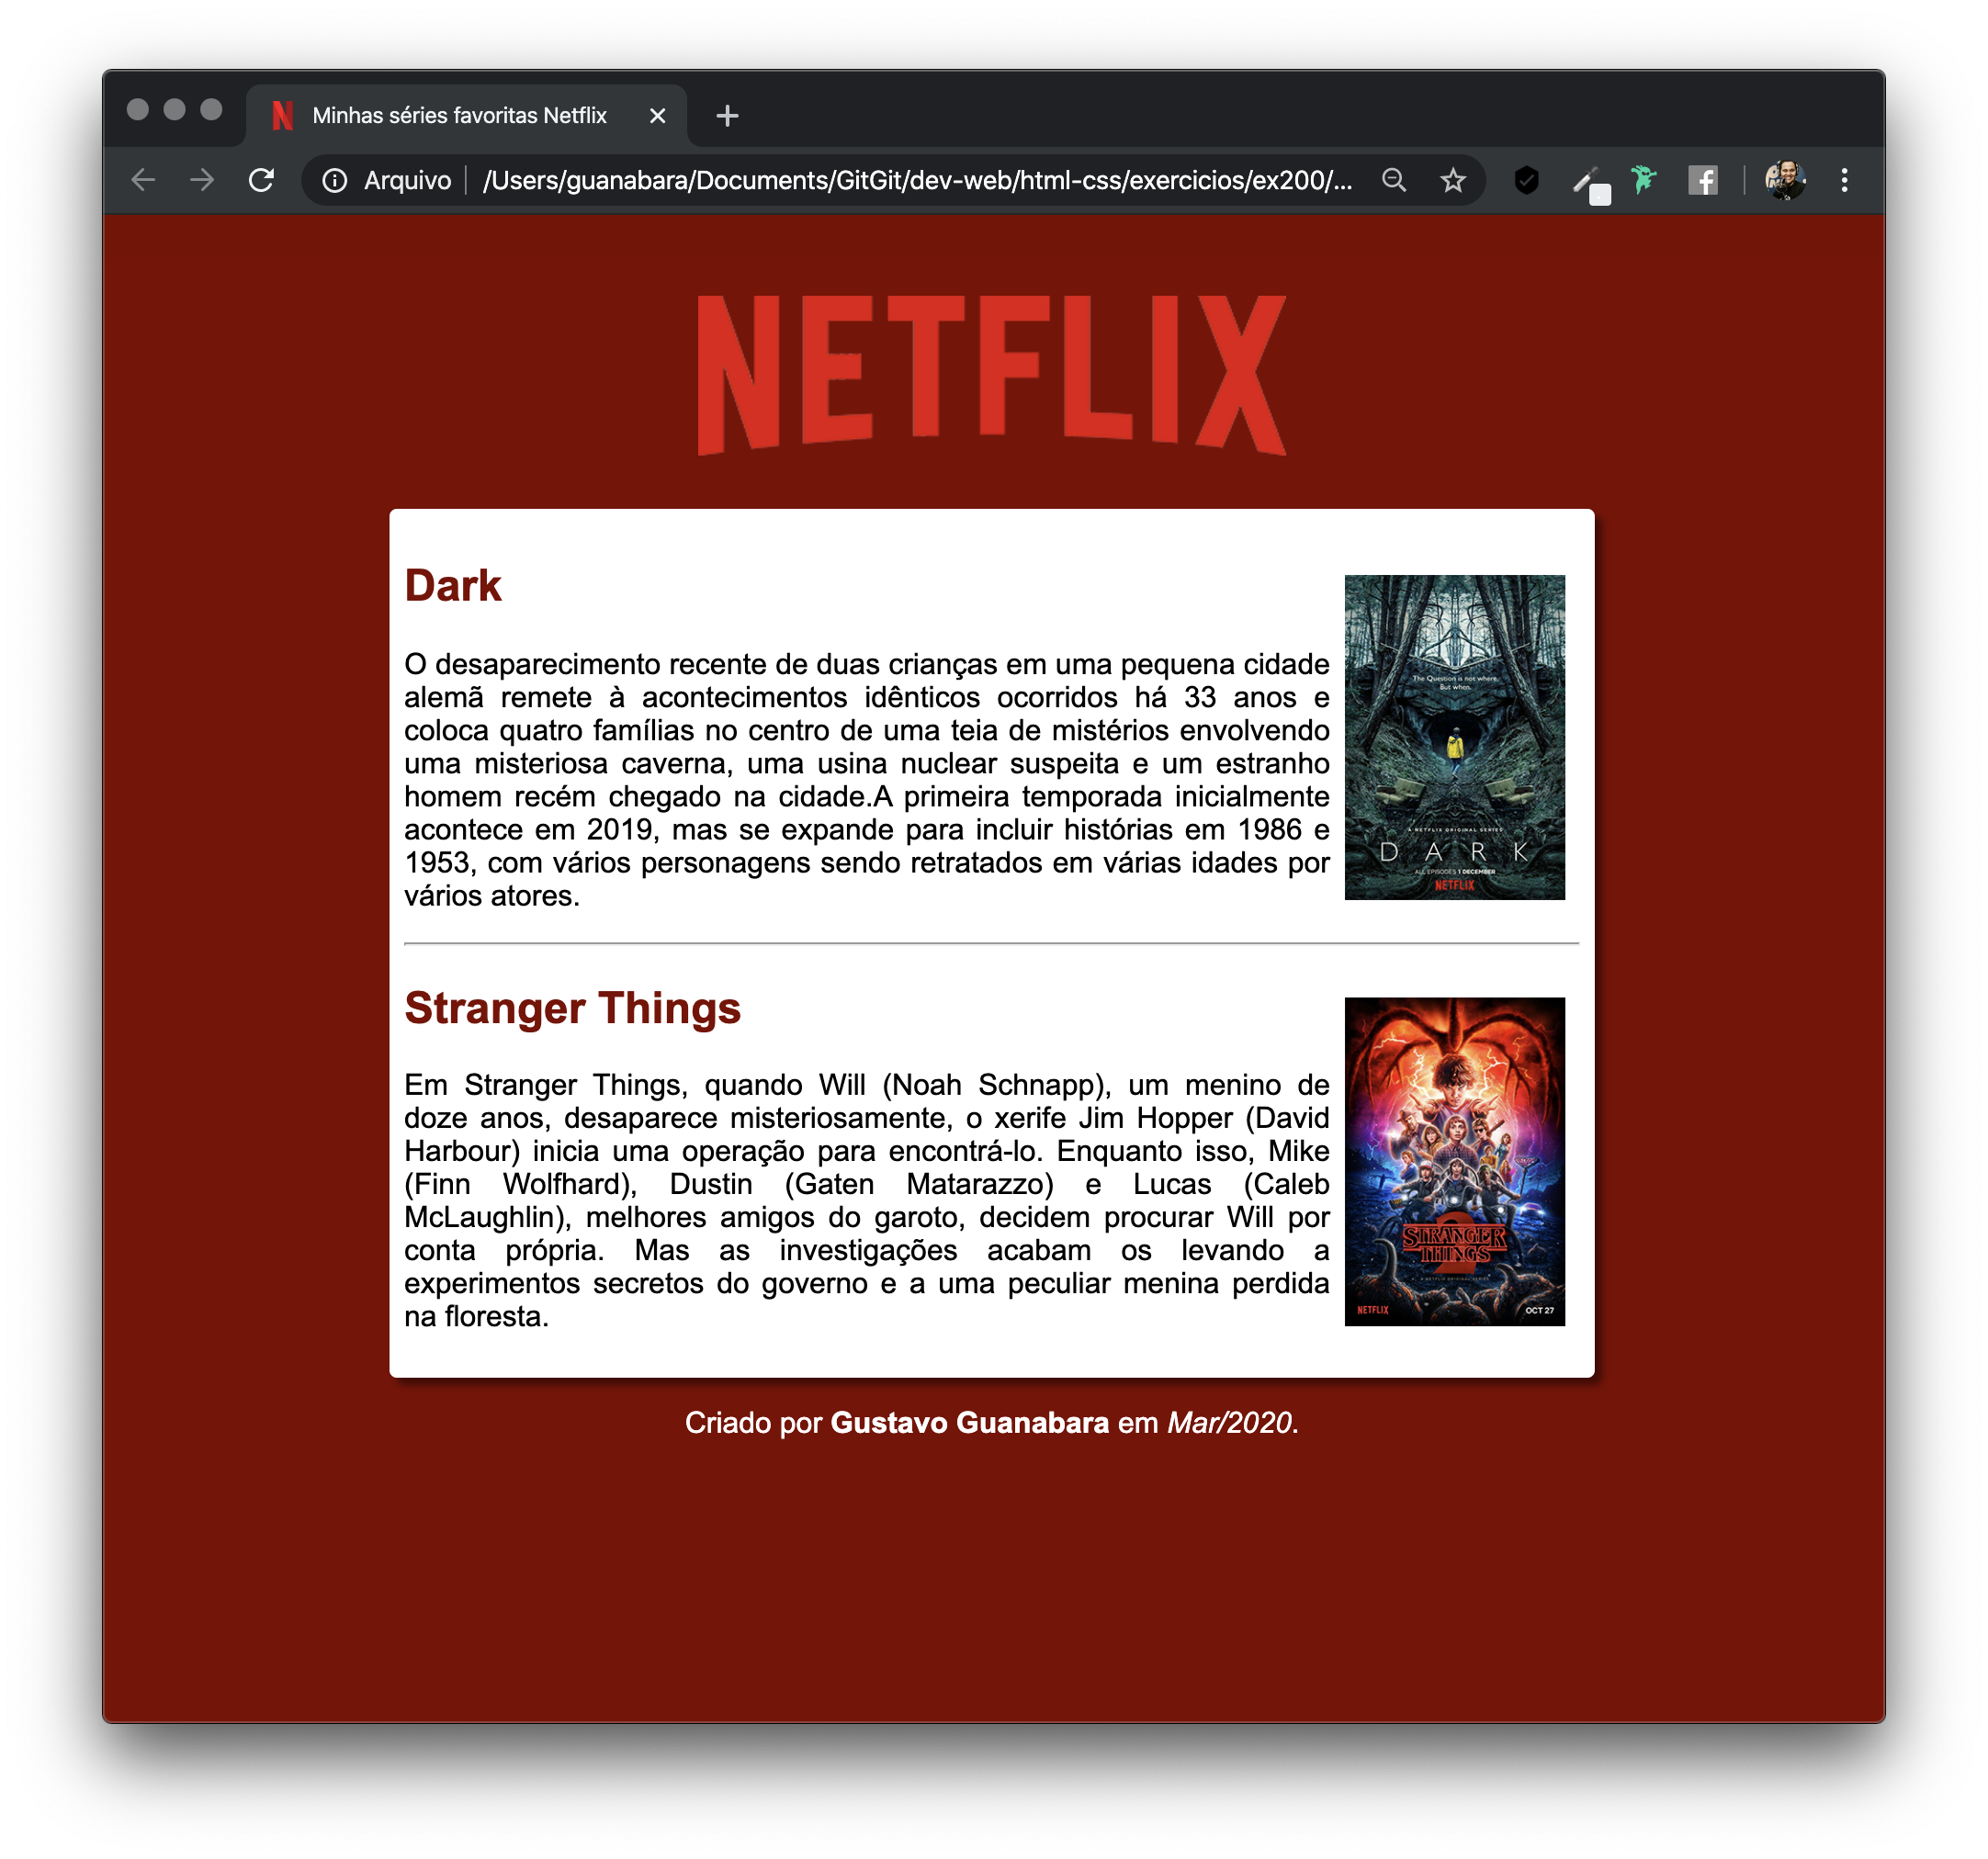 Minhas séries favoritas Netflix
Arquivo
/Users/guanabara/Documents/GitGit/dev-web/html-css/exercicios/ex200/...
NETFLIX
Dark
O desaparecimento recente de duas crianças em uma pequena cidade
alemã remete à acontecimentos idênticos ocorridos há 33 anos e
coloca quatro famílias no centro de uma teia de mistérios envolvendo
uma misteriosa caverna, uma usina nuclear suspeita e um estranho
homem recém chegado na cidade.A primeira temporada inicialmente
acontece em 2019, mas se expande para incluir histórias em 1986 e
1953, com vários personagens sendo retratados em várias idades por
vários atores.
The Question is not where.
But when.
A NETFLIX ORIGINAL SERIES
DARK
ALL EPISODES 1 DECEMBER
NETFLIX
Stranger Things
Em Stranger Things, quando Will (Noah Schnapp), um menino de
doze anos, desaparece misteriosamente, o xerife Jim Hopper (David
Harbour) inicia uma operação para encontrá-lo. Enquanto isso, Mike
(Finn Wolfhard), Dustin (Gaten Matarazzo) e Lucas (Caleb
McLaughlin), melhores amigos do garoto, decidem procurar Will por
conta própria. Mas as investigações acabam os levando a
experimentos secretos do governo e a uma peculiar menina perdida
na floresta.
STRANGER
THINGS
2
A NETFLIX ORIGINAL SERIES
NETFLIX
OCT 27
Criado por Gustavo Guanabara em Mar/2020.